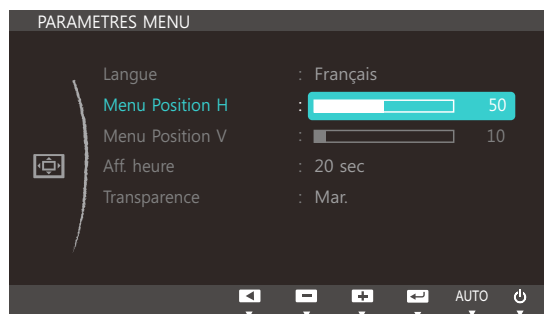 PARAMETRES MENU
Langue : Français
Menu Position H : 50
Menu Position V : 10
Aff. heure : 20 sec
Transparence : Mar.
AUTO